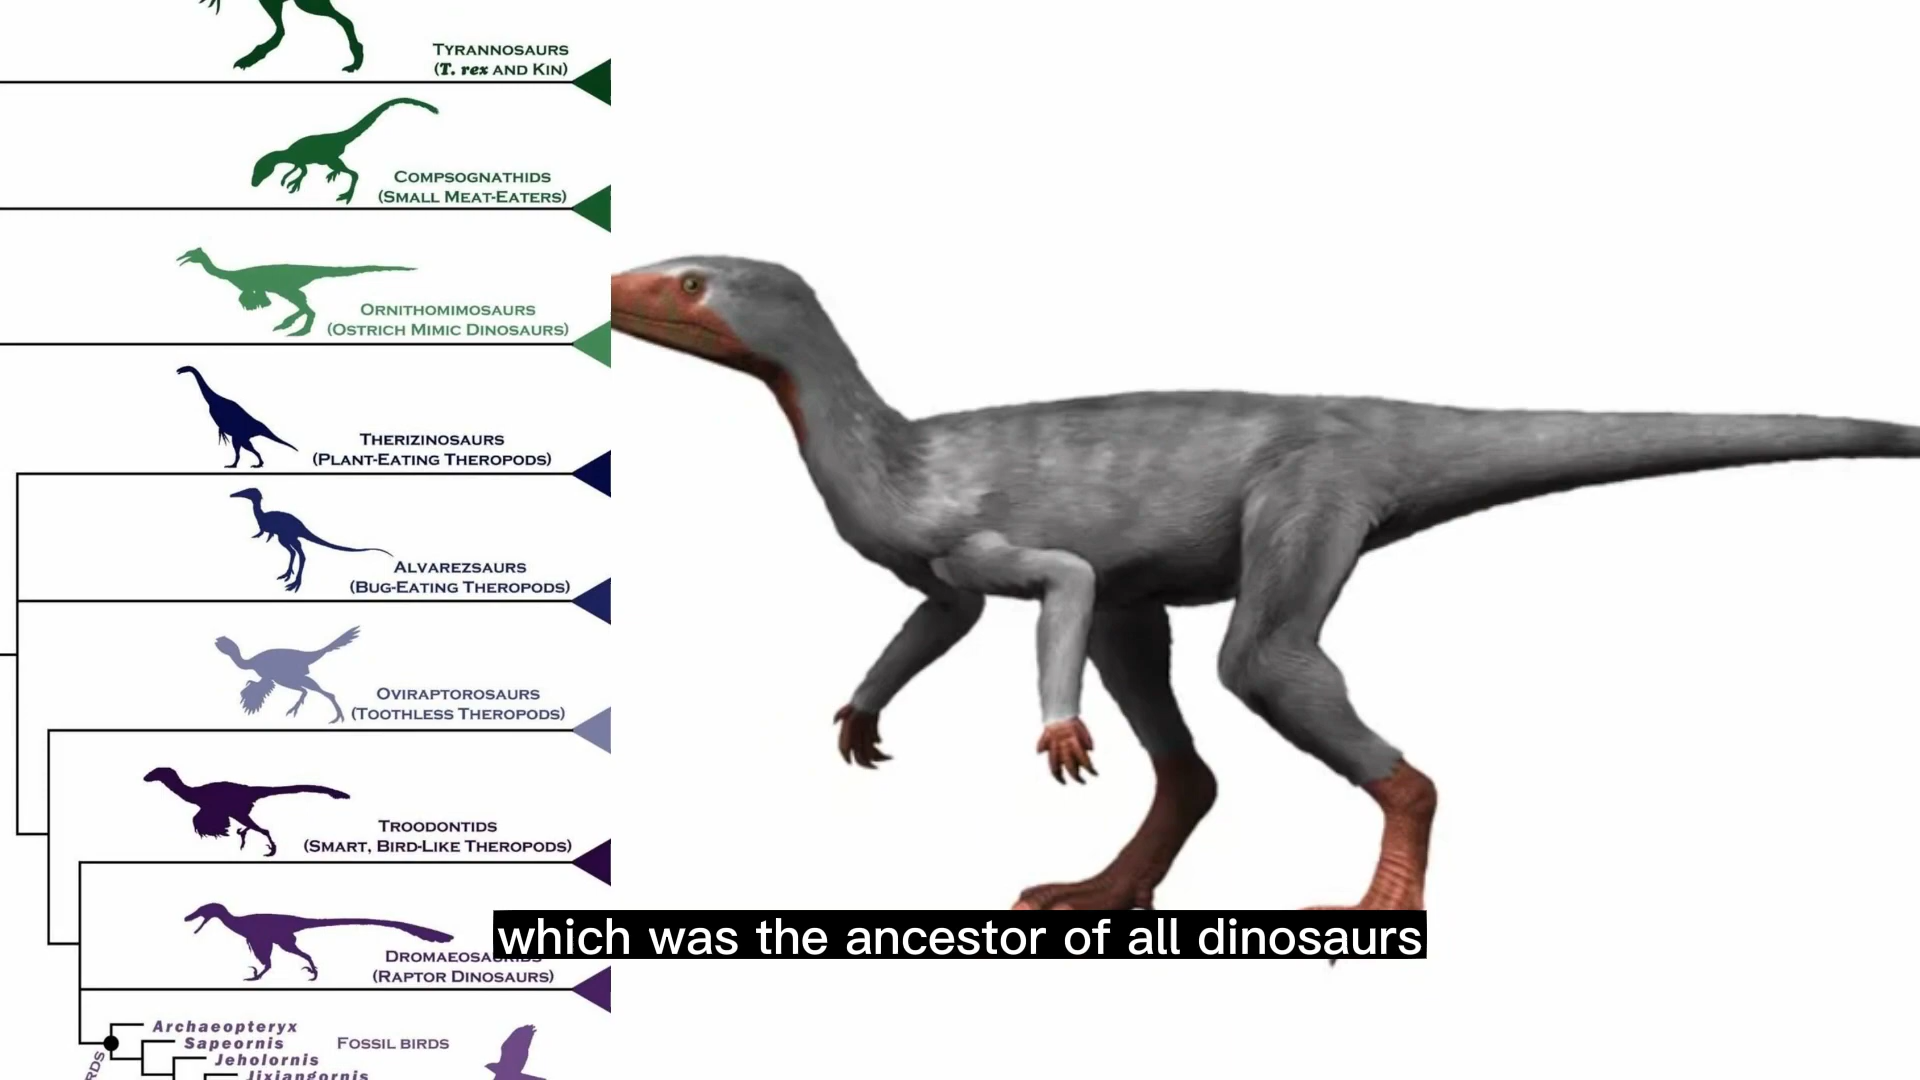 TYRANNOSAURS
(T. rex AND KIN)
COMPSOGNATHIDS
(SMALL MEAT-EATERS)
ORNITHOMIMOSAURS
(OSTRICH MIMIC DINOSAURS)
THERIZINOSAURS
(PLANT-EATING THEROPODS)
ALVAREZSAURS
(BUG-EATING THEROPODS)
OVIRAPTOROSAURS
(TOOTHLESS THEROPODS)
TROODONTIDS
(SMART, BIRD-LIKE THEROPODS)
which was the ancestor of all dinosaurs
DROMAEOSAURIDS
(RAPTOR DINOSAURS)
Archaeopteryx
Sapeornis
FOSSIL BIRDS
Jeholornis
Jixiangornis